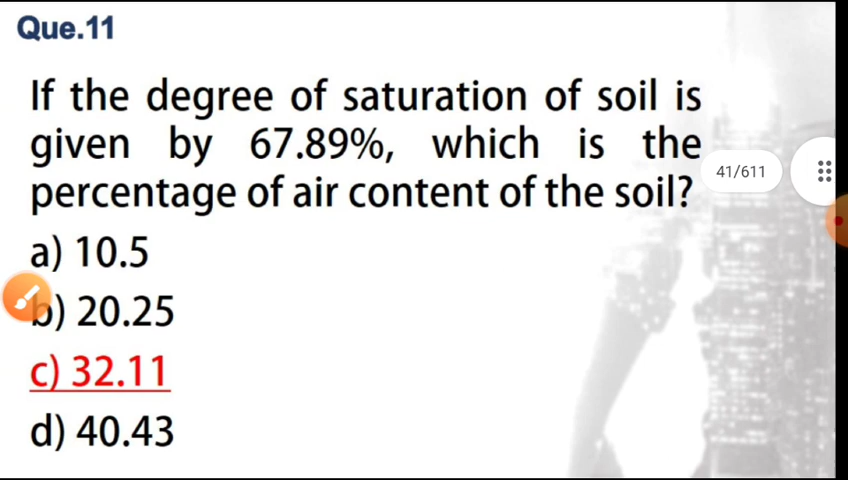 Que.11
If the degree of saturation of soil is
given by 67.89%, which is the
41/611
percentage of air content of the soil?
a) 10.5
b) 20.25
c) 32.11
d) 40.43